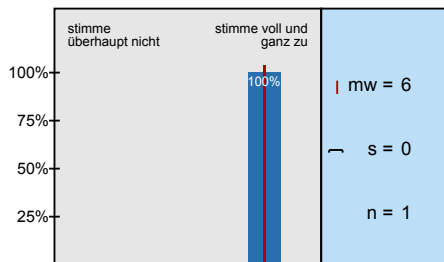 stimme
überhaupt nicht
stimme voll und
ganz zu
100%
75%
50%
25%
100%
mw = 6
s = 0
n = 1